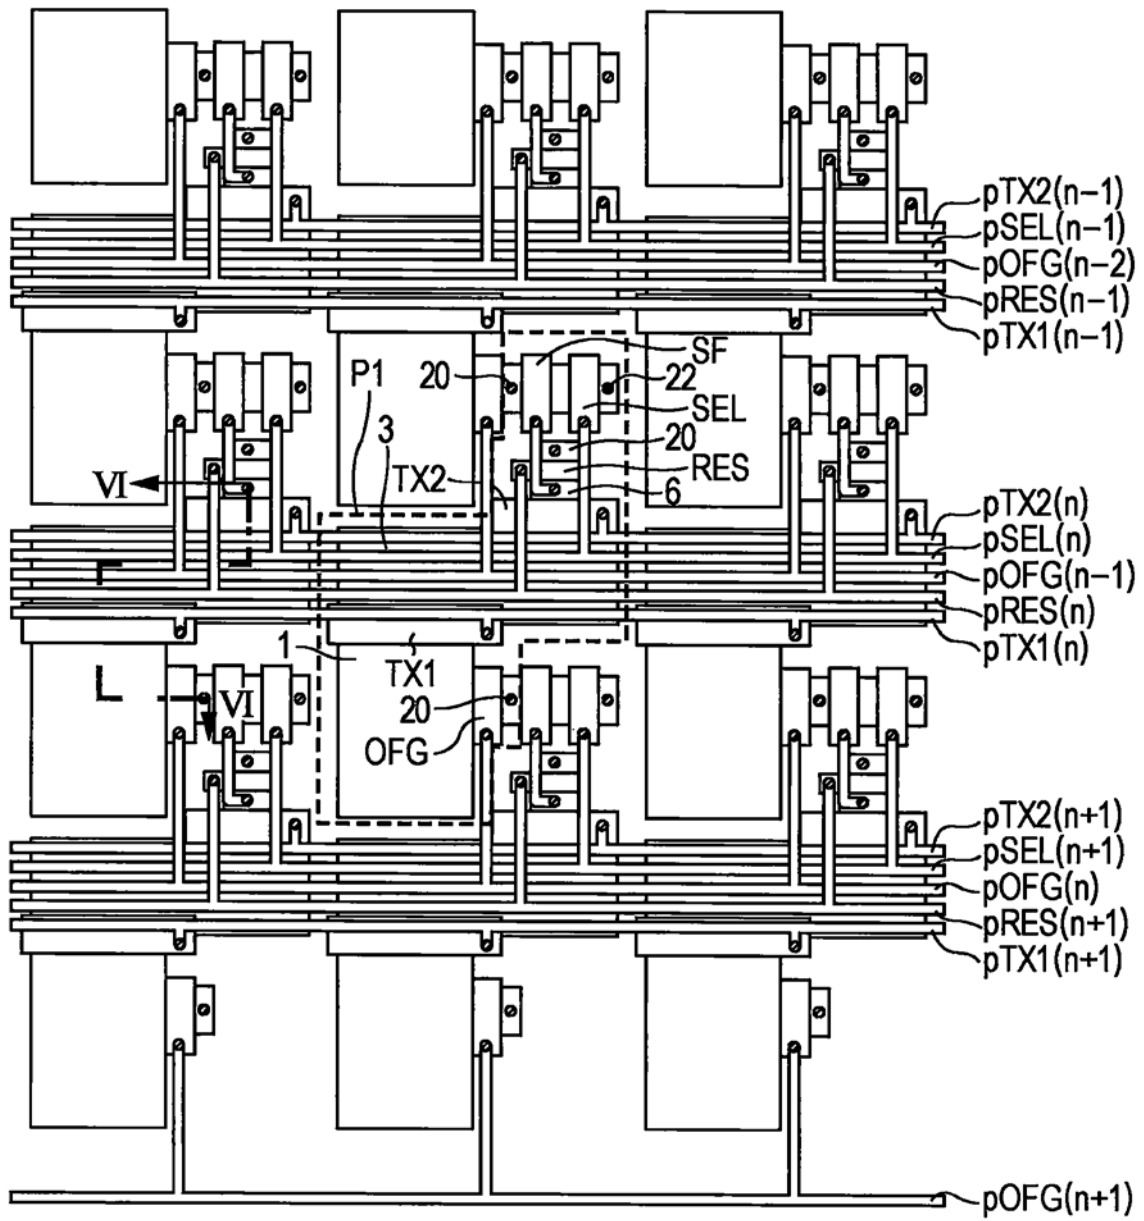 pTX2(n−1)
pSEL(n−1)
pOFG(n−2)
pRES(n−1)
pTX1(n−1)
SF
P1
20
22
SEL
3
20
TX2
RES
VI
6
pTX2(n)
pSEL(n)
pOFG(n−1)
pRES(n)
pTX1(n)
1
TX1
VI
20
OFG
pTX2(n+1)
pSEL(n+1)
pOFG(n)
pRES(n+1)
pTX1(n+1)
pOFG(n+1)